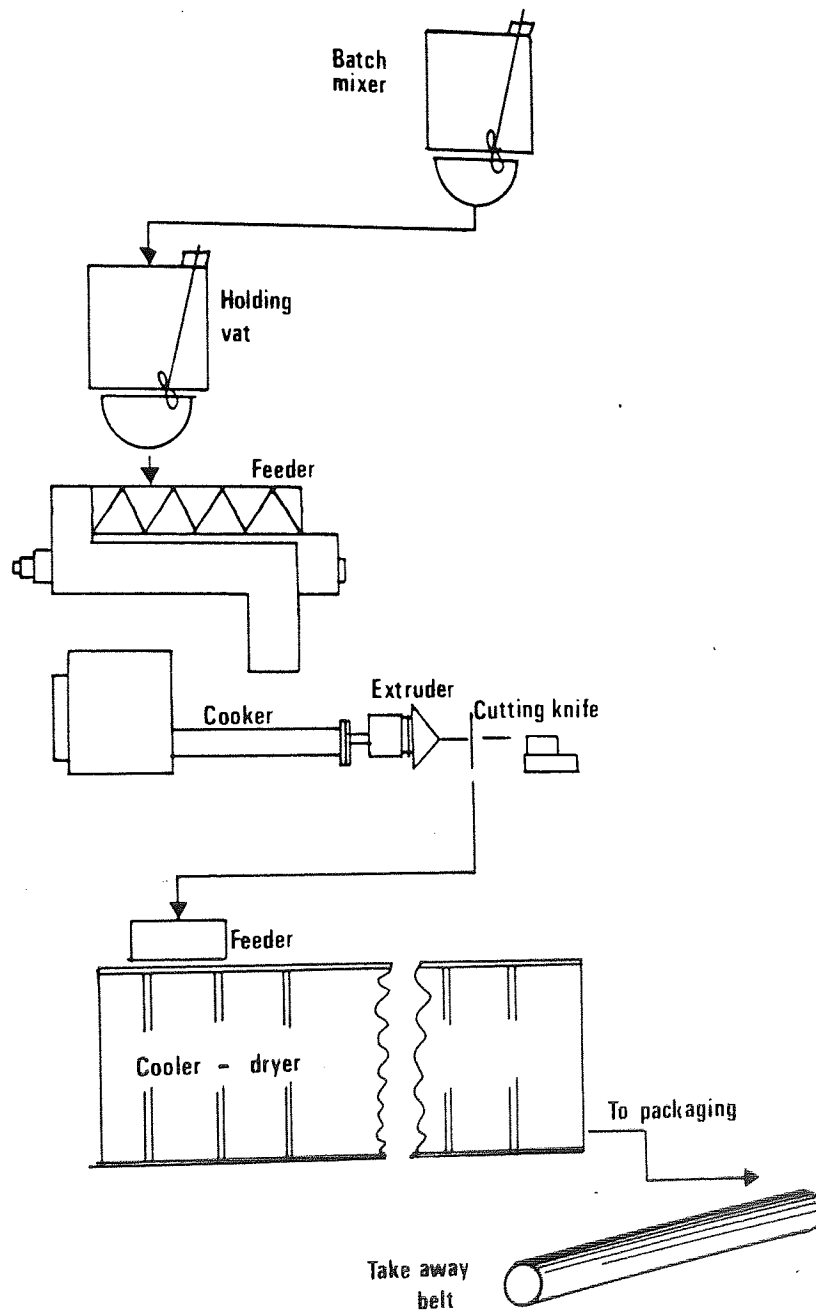 Batch
mixer
Holding
vat
Feeder
Extruder
Cooker
Cutting knife
Feeder
Cooler - dryer
To packaging
Take away
belt